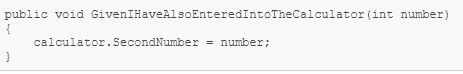 public void GivenIHaveAlsoEnteredIntoTheCalculator(int number)
{
    calculator.SecondNumber = number;
}